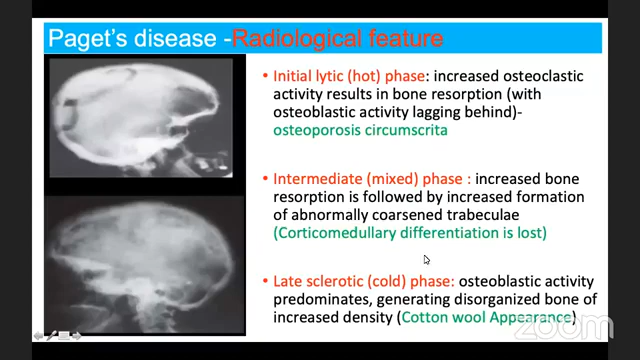 Paget's disease -Radiological feature
• Initial lytic (hot) phase: increased osteoclastic
activity results in bone resorption (with
osteoblastic activity lagging behind)-
osteoporosis circumscrita
• Intermediate (mixed) phase : increased bone
resorption is followed by increased formation
of abnormally coarsened trabeculae
(Corticomedullary differentiation is lost)
• Late sclerotic (cold) phase: osteoblastic activity
predominates, generating disorganized bone of
increased density (Cotton wool Appearance)
zoom